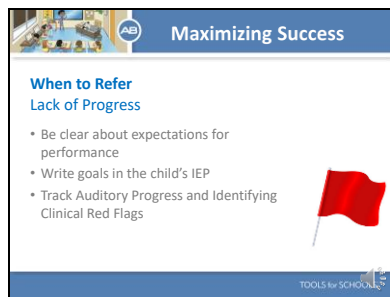 AB
Maximizing Success
When to Refer
Lack of Progress
• Be clear about expectations for
performance
• Write goals in the child's IEP
• Track Auditory Progress and Identifying
Clinical Red Flags
TOOLS for SCHOOLS